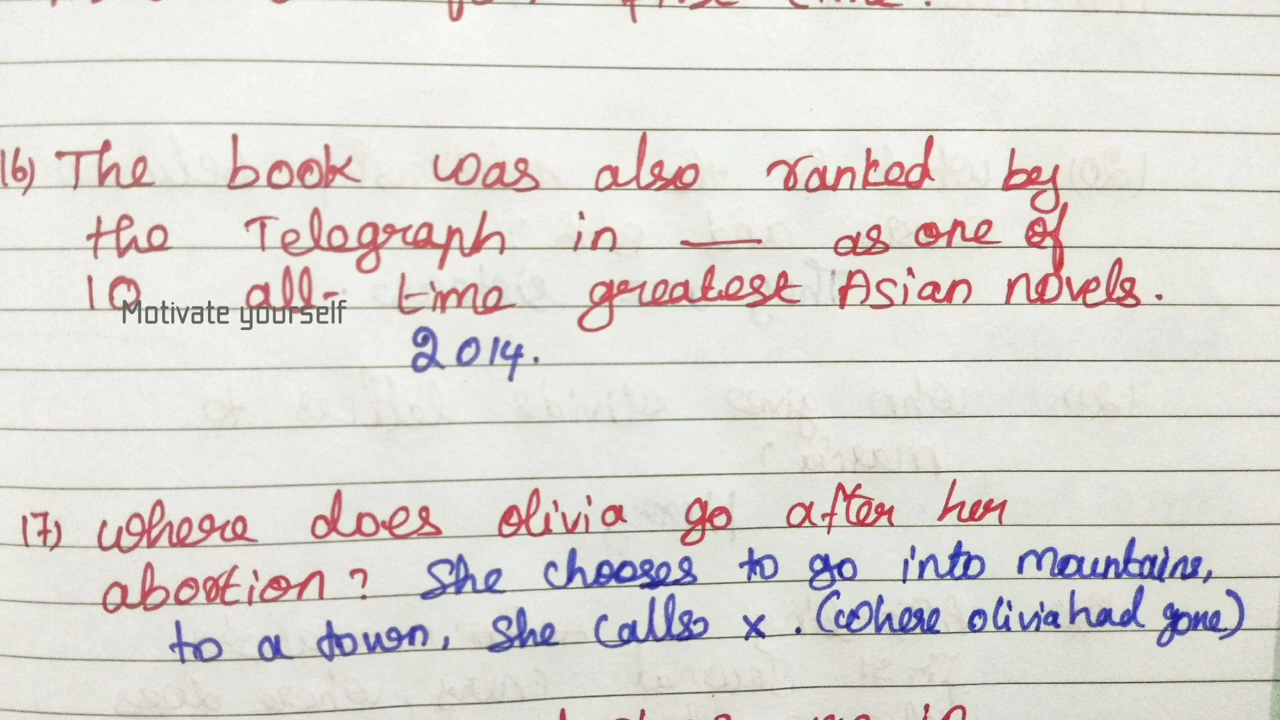 16) The book was also ranked by
the Telegraph in — as one of
10 all-time greatest Asian novels.
Motivate yourself
2014.
17) where does olivia go after her
abortion? She chooses to go into mountains,
to a town, she calls x. (where olivia had gone)